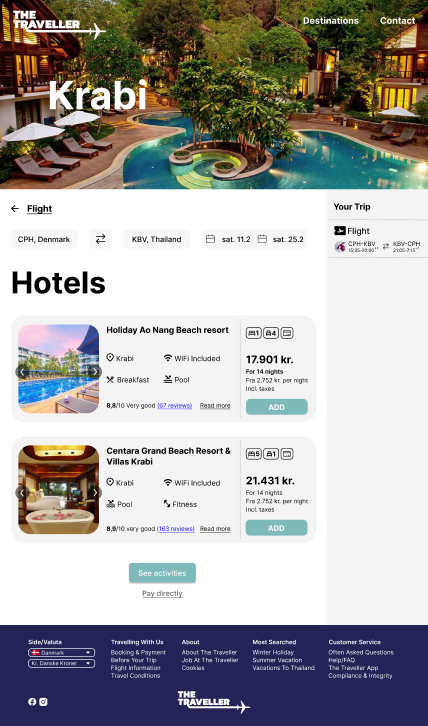 THE
TRAVELLER
Destinations
Contact
Krabi
Flight
CPH, Denmark
KBV, Thailand
sat. 11.2
sat. 25.2
Hotels
Holiday Ao Nang Beach resort
Krabi
WiFi Included
Breakfast
Pool
8,8/10 Very good (67 reviews)
Read more
1
4
17.901 kr.
For 14 nights
Fra 2.752 kr. per night
Incl. taxes
ADD
Centara Grand Beach Resort &
Villas Krabi
Krabi
WiFi Included
Pool
Fitness
8,9/10 Very good (163 reviews)
Read more
5
1
21.431 kr.
For 14 nights
Fra 2.752 kr. per night
Incl. taxes
ADD
See activities
Pay directly
Your Trip
Flight
CPH-KBV
15:35-20:00+1
KBV-CPH
21:05-7:15+1
Side/Valuta
Danmark
Kr. Danske Kroner
Travelling With Us
Booking & Payment
Before Your Trip
Flight Information
Travel Conditions
About
About The Traveller
Job At The Traveller
Cookies
Most Searched
Winter Holiday
Summer Vacation
Vacations To Thailand
Customer Service
Often Asked Questions
Help/FAQ
The Traveller App
Compliance & Integrity
THE
TRAVELLER